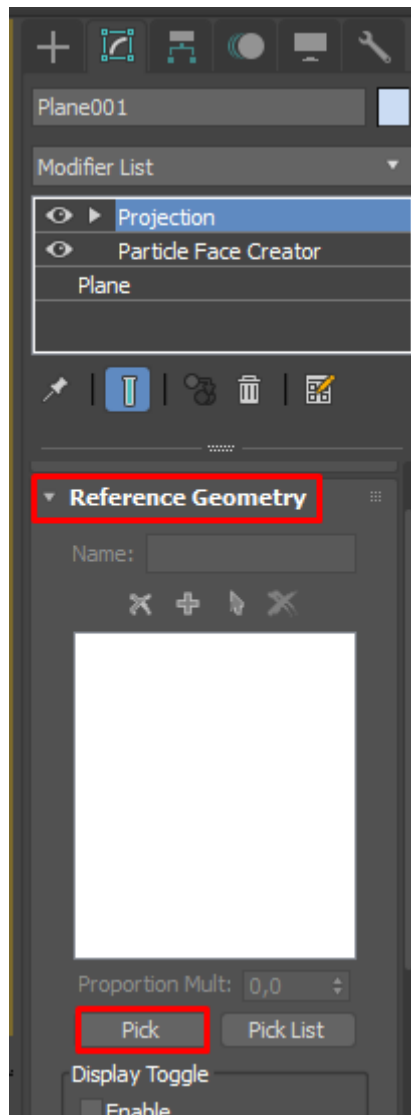 Plane001
Modifier List
Projection
Particle Face Creator
Plane
Reference Geometry
Name:
Proportion Mult: 0,0
Pick Pick List
Display Toggle
Enable